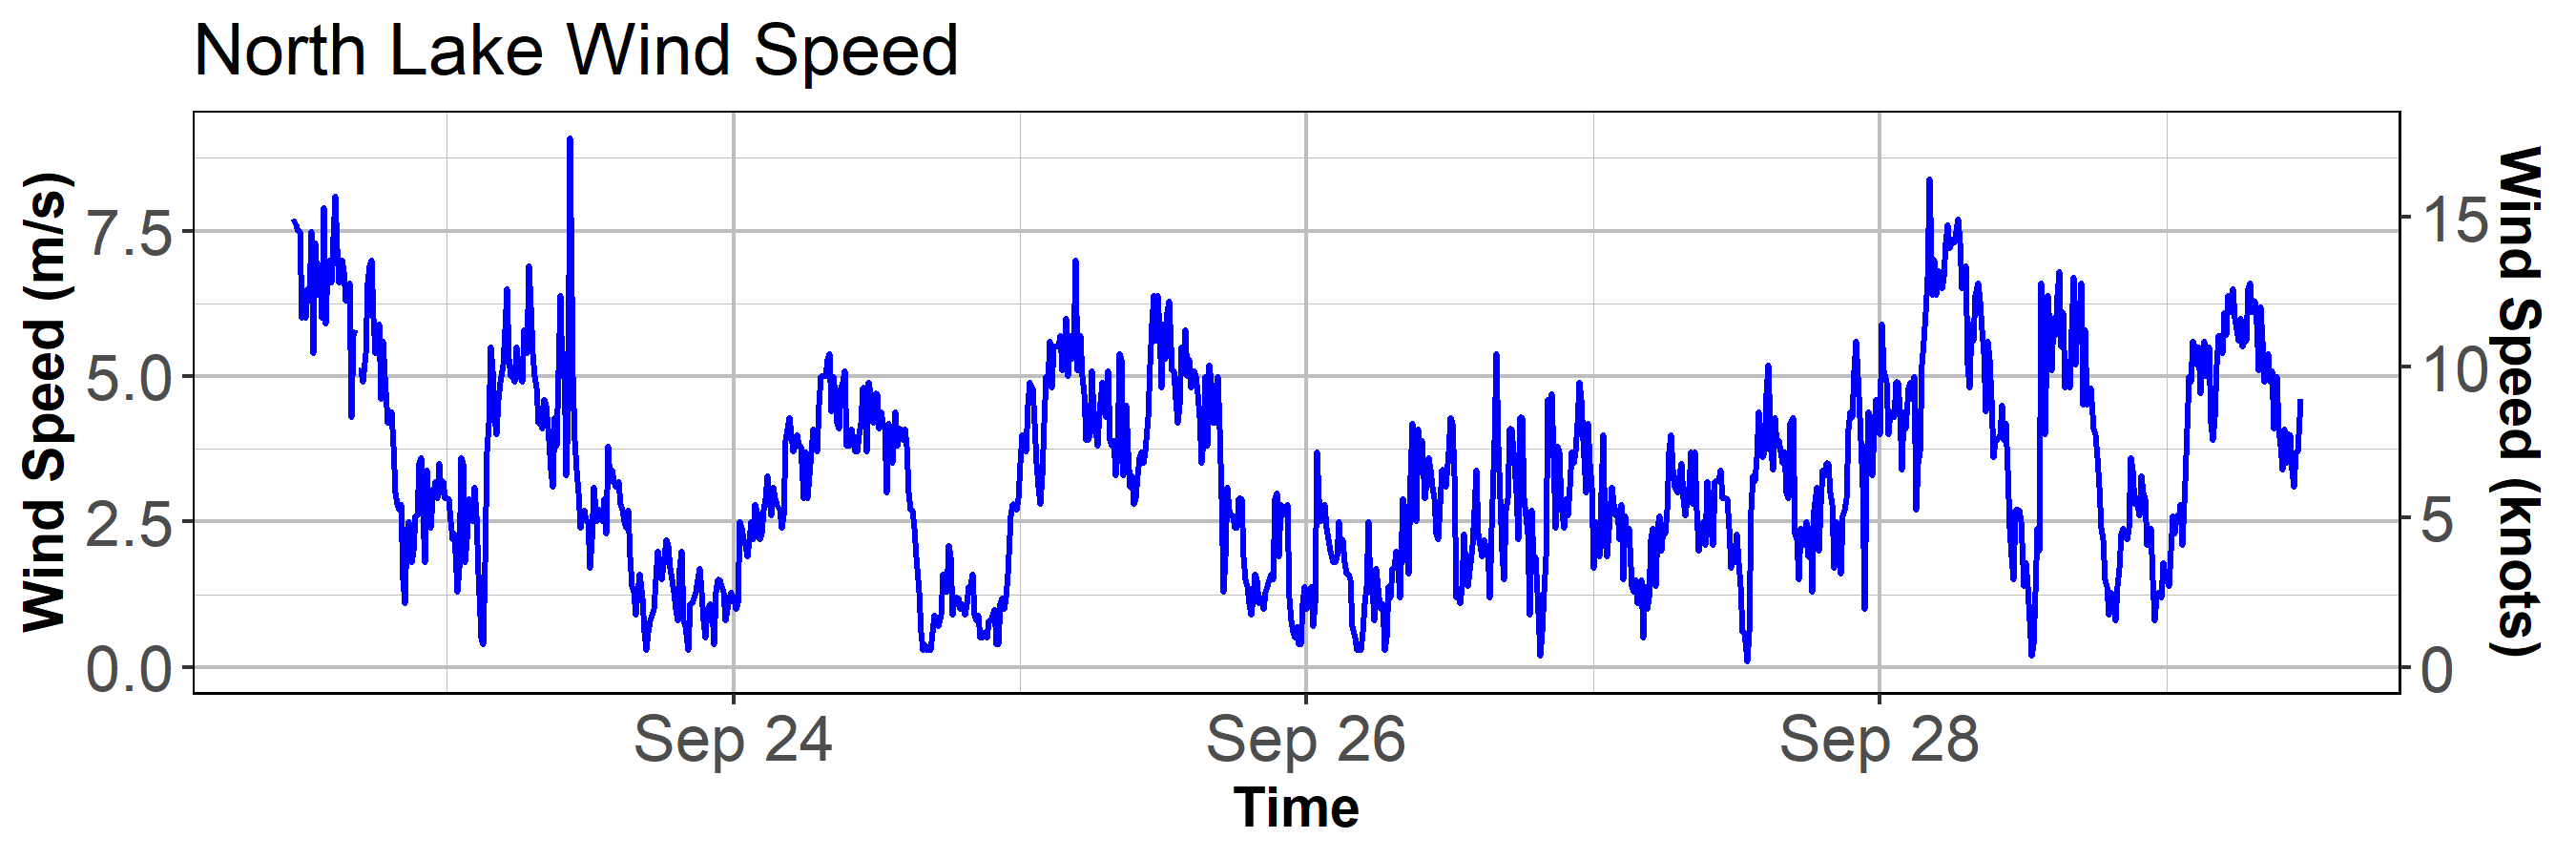 North Lake Wind Speed
Wind Speed (m/s)
7.5
5.0
2.5
0.0
15
10
5
0
Wind Speed (knots)
Sep 24 Sep 26 Sep 28
Time